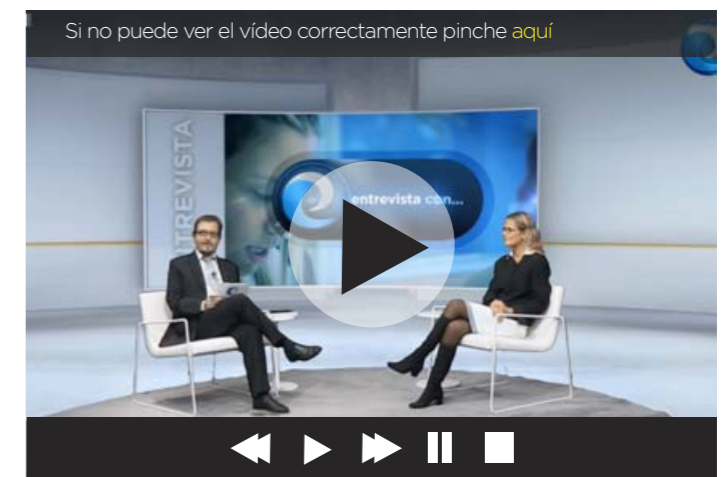 Si no puede ver el vídeo correctamente pinche aquí
ENTREVISTA
entrevista con...